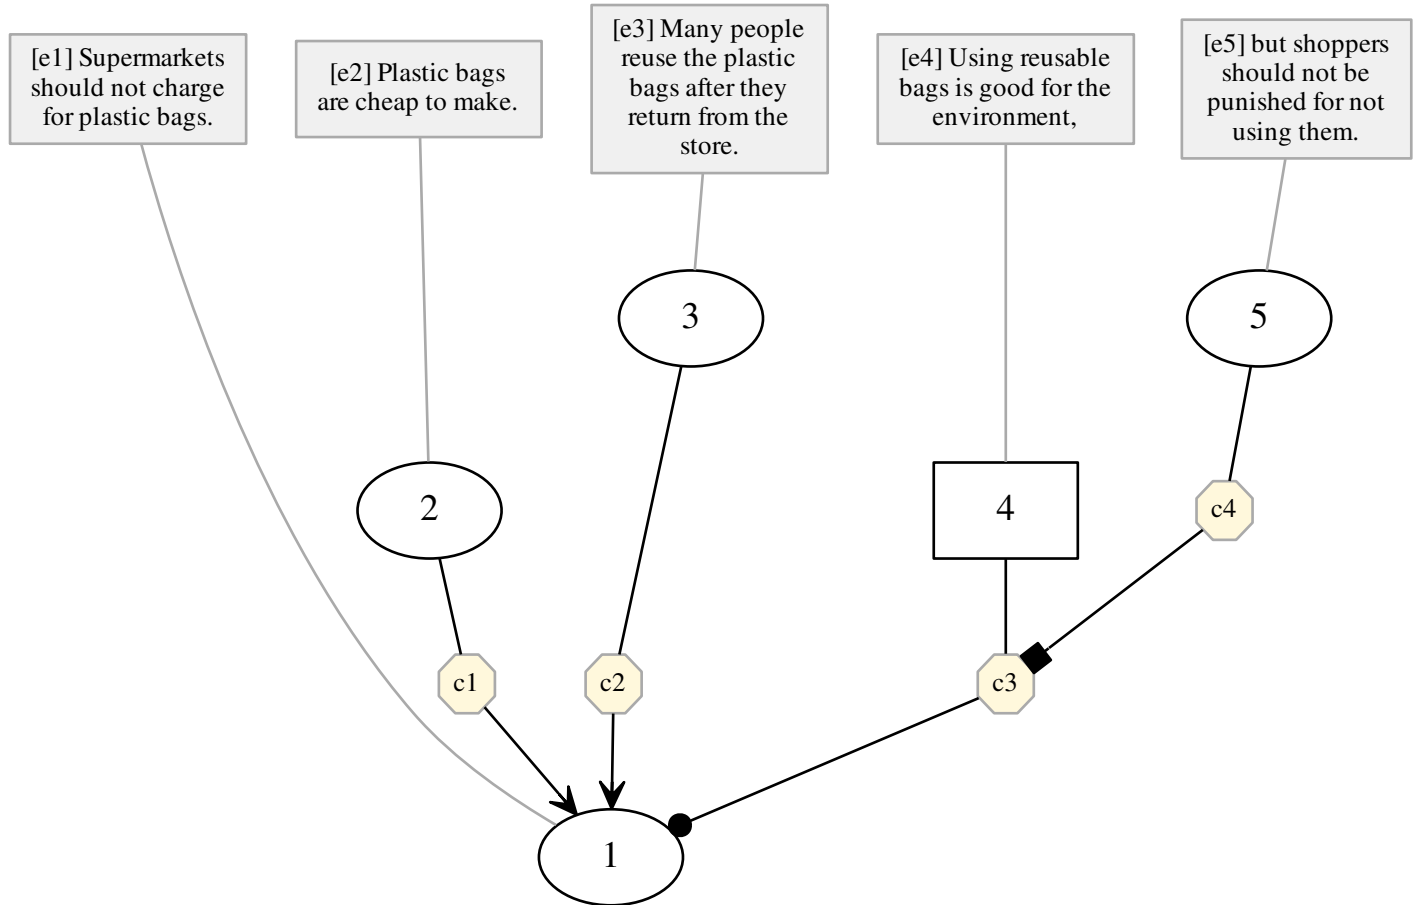 [e1] Supermarkets
should not charge
for plastic bags.
[e2] Plastic bags
are cheap to make.
[e3] Many people
reuse the plastic
bags after they
return from the
store.
[e4] Using reusable
bags is good for the
environment,
[e5] but shoppers
should not be
punished for not
using them.
3
5
2
4
c4
c1
c2
c3
1